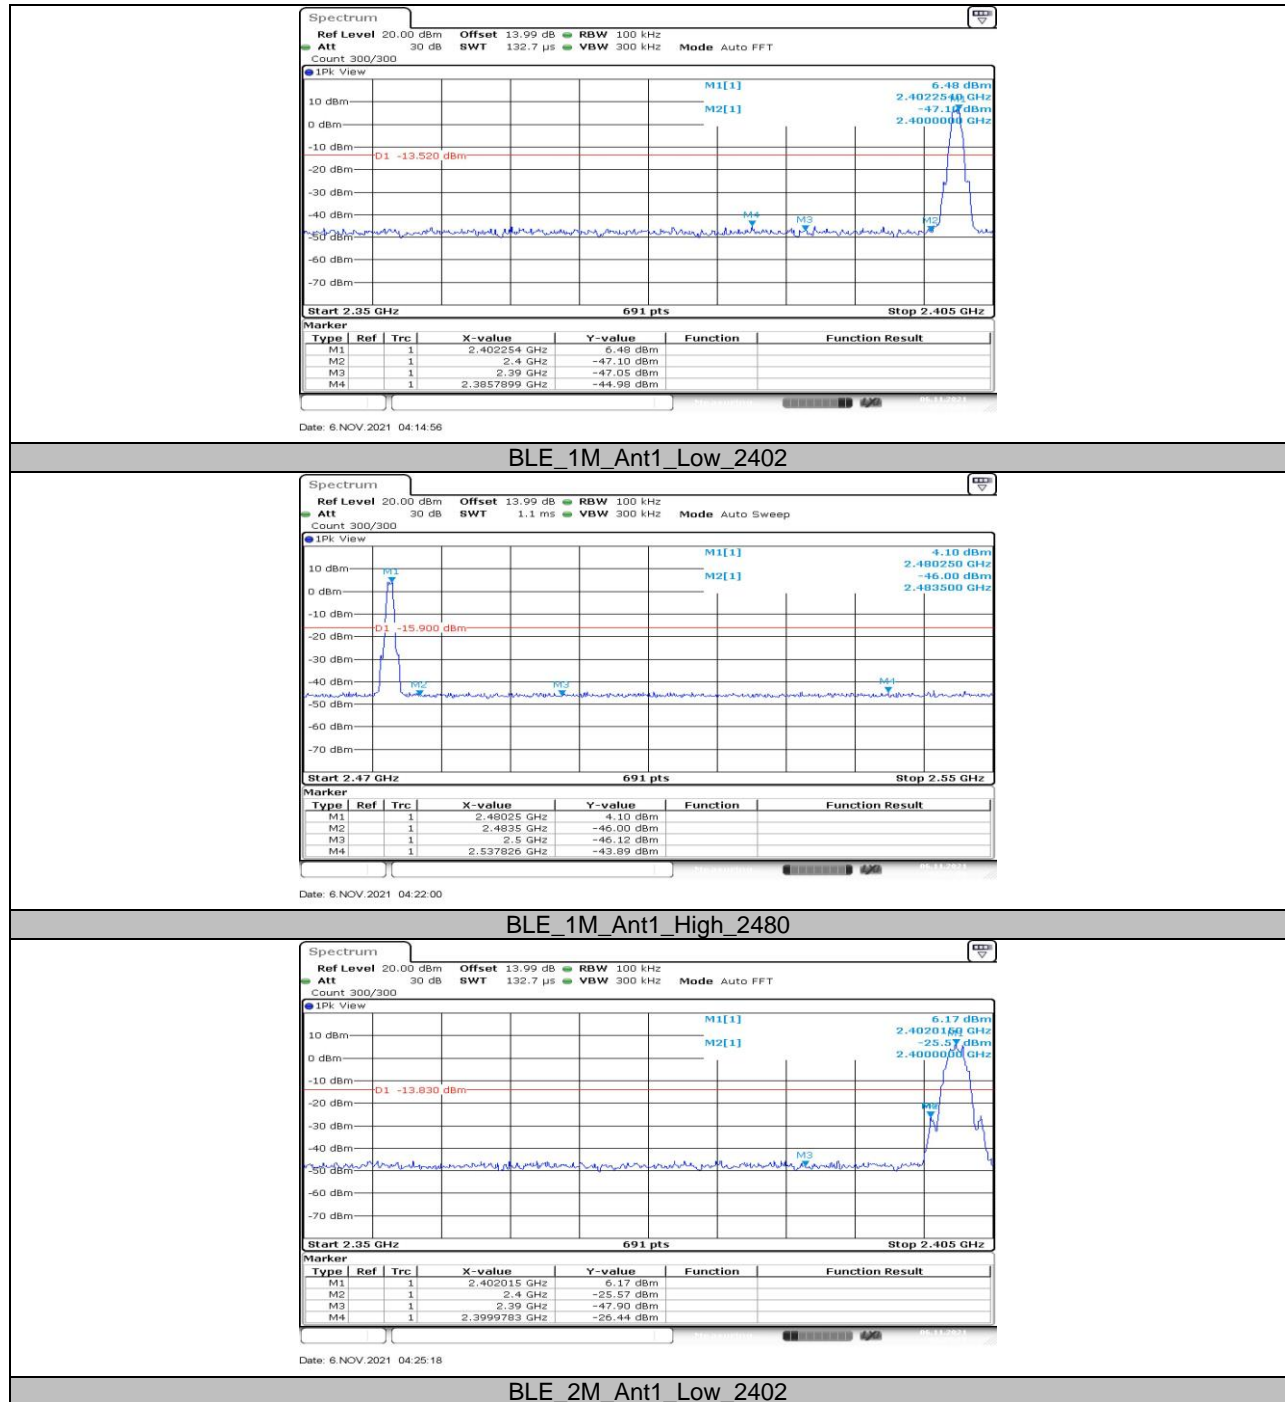 Spectrum
Ref Level 20.00 dBm Offset 13.99 dB RBW 100 kHz
Att 30 dB SWT 132.7 µs VBW 300 kHz Mode Auto FFT
Count 300/300
1Pk View
M1[1] 6.48 dBm
2.4022540 GHz
M2[1] -47.10 dBm
2.4000000 GHz
M1
10 dBm
0 dBm
-10 dBm
D1 -13.520 dBm
-20 dBm
-30 dBm
-40 dBm
M4 M3 M2
-50 dBm
-60 dBm
-70 dBm
Start 2.35 GHz 691 pts Stop 2.405 GHz
Marker
Type Ref Trc X-value Y-value Function Function Result
M1 1 2.402254 GHz 6.48 dBm
M2 1 2.4 GHz -47.10 dBm
M3 1 2.39 GHz -47.05 dBm
M4 1 2.3857899 GHz -44.98 dBm
Date: 6.NOV.2021 04:14:56
BLE_1M_Ant1_Low_2402
Spectrum
Ref Level 20.00 dBm Offset 13.99 dB RBW 100 kHz
Att 30 dB SWT 1.1 ms VBW 300 kHz Mode Auto Sweep
Count 300/300
1Pk View
M1[1] 4.10 dBm
2.480250 GHz
M2[1] -46.00 dBm
2.483500 GHz
10 dBm
M1
0 dBm
-10 dBm
D1 -15.900 dBm
-20 dBm
-30 dBm
-40 dBm
M2 M3 M4
-50 dBm
-60 dBm
-70 dBm
Start 2.47 GHz 691 pts Stop 2.55 GHz
Marker
Type Ref Trc X-value Y-value Function Function Result
M1 1 2.48025 GHz 4.10 dBm
M2 1 2.4835 GHz -46.00 dBm
M3 1 2.5 GHz -46.12 dBm
M4 1 2.537826 GHz -43.89 dBm
Date: 6.NOV.2021 04:22:00
BLE_1M_Ant1_High_2480
Spectrum
Ref Level 20.00 dBm Offset 13.99 dB RBW 100 kHz
Att 30 dB SWT 132.7 µs VBW 300 kHz Mode Auto FFT
Count 300/300
1Pk View
M1[1] 6.17 dBm
2.4020150 GHz
M2[1] -25.57 dBm
2.4000000 GHz
M1
10 dBm
0 dBm
-10 dBm
D1 -13.830 dBm
-20 dBm
-30 dBm
-40 dBm
M3
-50 dBm
-60 dBm
-70 dBm
Start 2.35 GHz 691 pts Stop 2.405 GHz
Marker
Type Ref Trc X-value Y-value Function Function Result
M1 1 2.402015 GHz 6.17 dBm
M2 1 2.4 GHz -25.57 dBm
M3 1 2.39 GHz -47.90 dBm
M4 1 2.3999783 GHz -26.44 dBm
Date: 6.NOV.2021 04:25:18
BLE_2M_Ant1_Low_2402